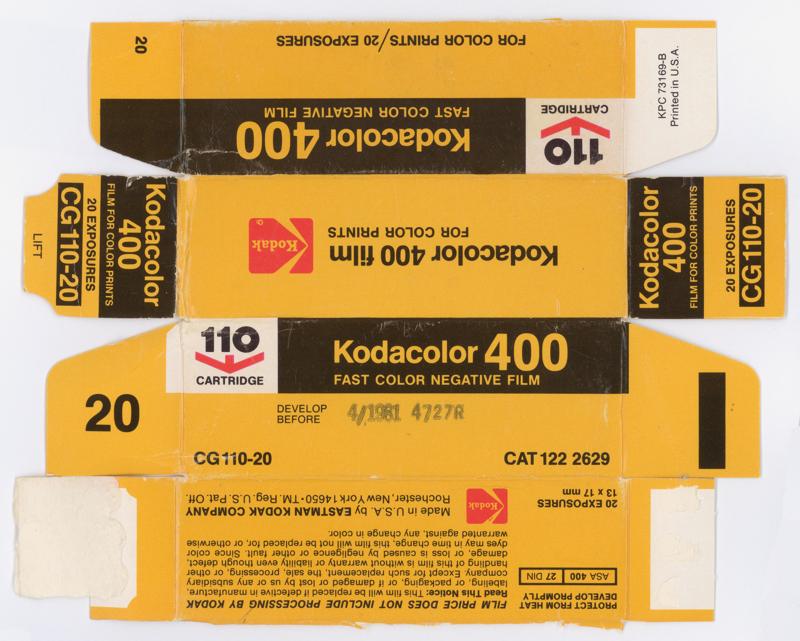 20
FOR COLOR PRINTS/20 EXPOSURES
Kodacolor 400
FAST COLOR NEGATIVE FILM
110
CARTRIDGE
KPC 73169-B
Printed in U.S.A.
LIFT
CG 110-20
20 EXPOSURES
FILM FOR COLOR PRINTS
Kodacolor
400
Kodacolor 400 film
FOR COLOR PRINTS
Kodak
Kodacolor
400
FILM FOR COLOR PRINTS
20 EXPOSURES
CG 110-20
110
CARTRIDGE
Kodacolor 400
FAST COLOR NEGATIVE FILM
20
DEVELOP
BEFORE
4/1981 4727R
CG 110-20
CAT 122 2629
FILM PRICE DOES NOT INCLUDE PROCESSING BY KODAK
Read This Notice: This film will be replaced if defective in manufacture,
labeling, or packaging, or if damaged or lost by us or any subsidiary
company. Except for such replacement, the sale, processing, or other
handling of this film is without warranty or liability even though defect,
damage, or loss is caused by negligence or other fault. Since color
dyes may in time change, this film will not be replaced for, or otherwise
warranted against, any change in color.
Made in U.S.A. by EASTMAN KODAK COMPANY
Rochester, New York 14650 • TM. Reg. U.S. Pat. Off.
Kodak
PROTECT FROM HEAT
DEVELOP PROMPTLY
ASA 400 27 DIN
20 EXPOSURES
13 x 17 mm